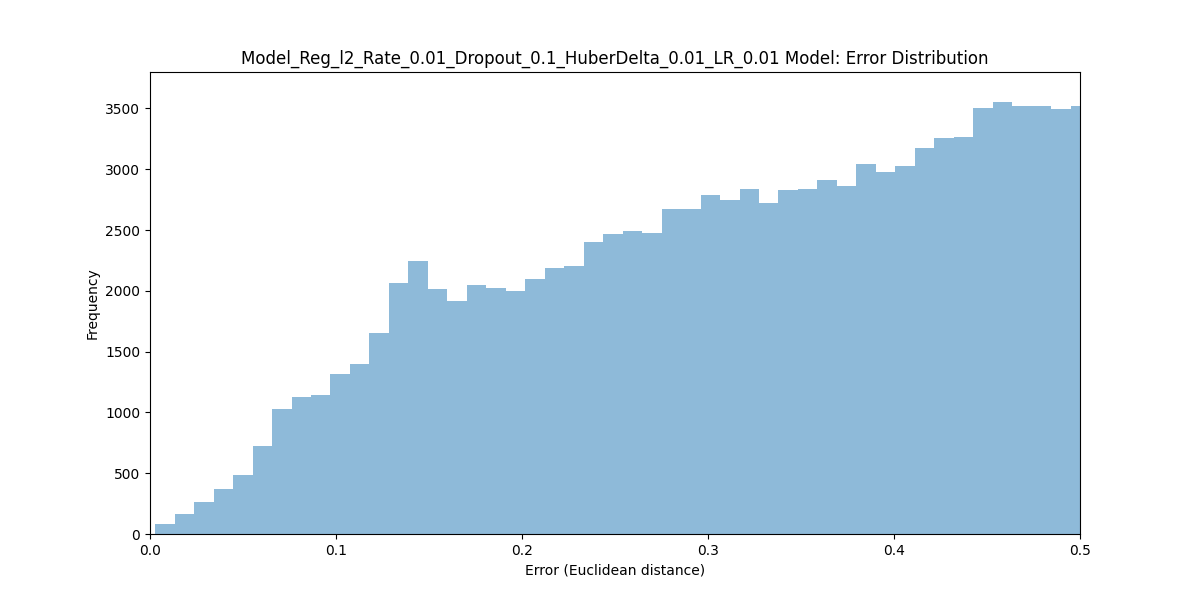 Model_Reg_l2_Rate_0.01_Dropout_0.1_HuberDelta_0.01_LR_0.01 Model: Error Distribution
Frequency
3500
3000
2500
2000
1500
1000
500
0
0.0 0.1 0.2 0.3 0.4 0.5
Error (Euclidean distance)